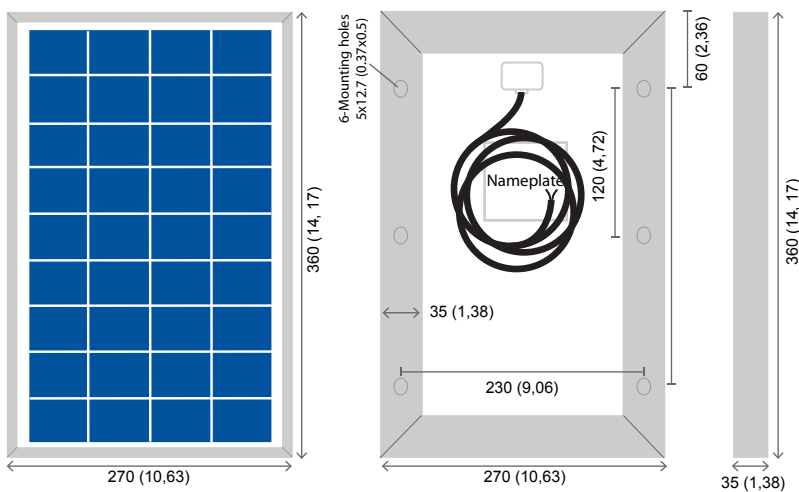 360 (14, 17)
270 (10,63)
6-Mounting holes
5x12.7 (0.37x0.5)
Nameplate
60 (2,36)
120 (4,72)
35 (1,38)
230 (9,06)
270 (10,63)
360 (14, 17)
35 (1,38)